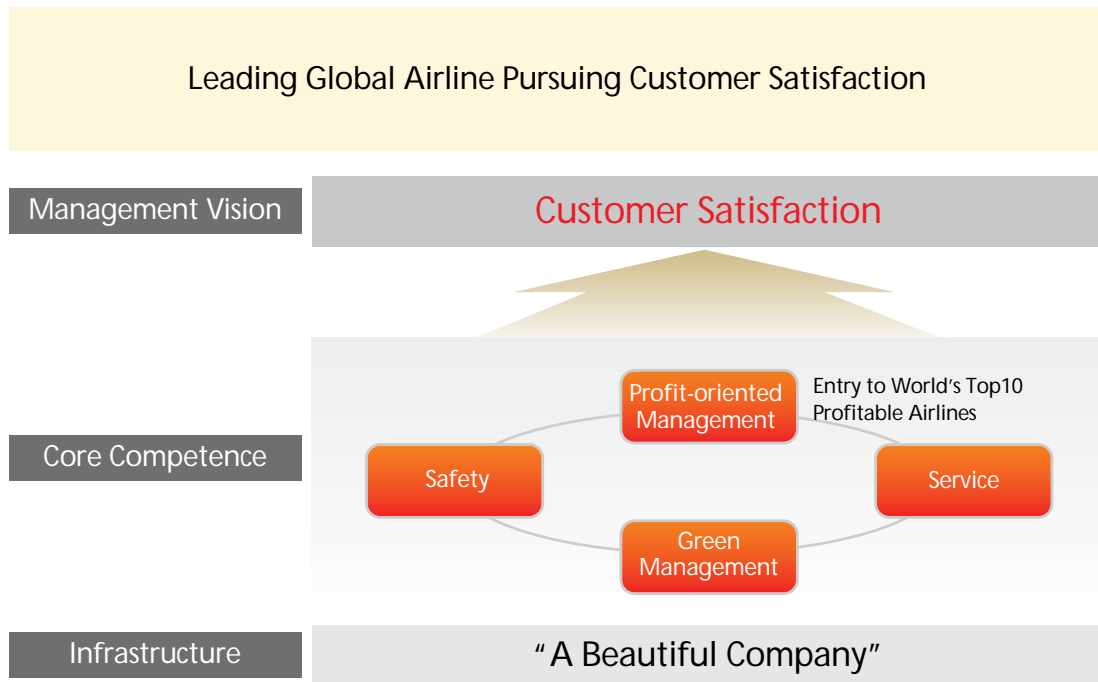 Leading Global Airline Pursuing Customer Satisfaction
Management Vision
Customer Satisfaction
Core Competence
Profit-oriented
Management
Entry to World's Top10
Profitable Airlines
Safety
Service
Green
Management
Infrastructure
“A Beautiful Company”